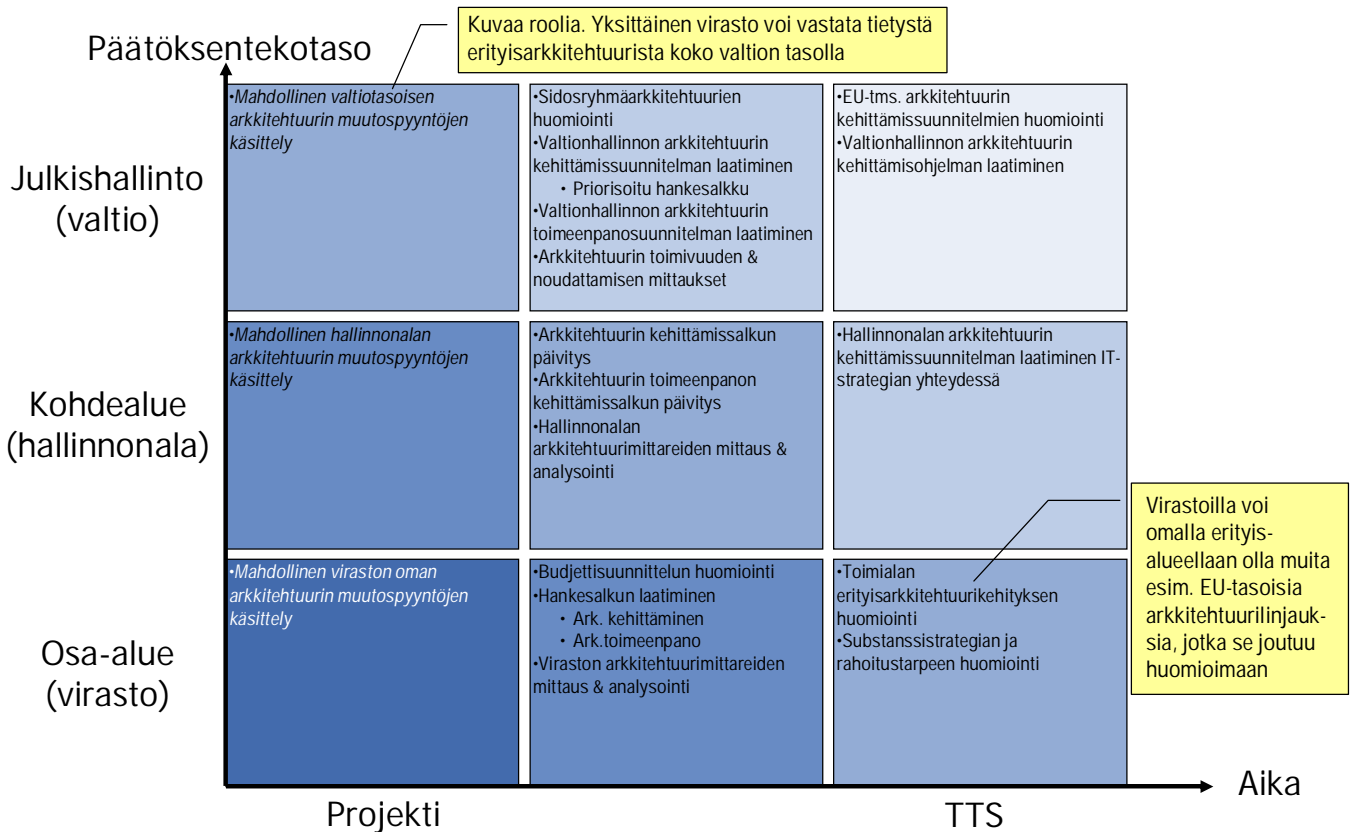 Kuvaa roolia. Yksittäinen virasto voi vastata tietystä
erityisarkkitehtuurista koko valtion tasolla
Päätöksentekotaso
Julkishallinto
(valtio)
•Mahdollinen valtiotasoisen
arkkitehtuurin muutospyyntöjen
käsittely
•Sidosryhmäarkkitehtuurien
huomiointi
•Valtionhallinnon arkkitehtuurin
kehittämissuunnitelman laatiminen
• Priorisoitu hankesalkku
•Valtionhallinnon arkkitehtuurin
toimeenpanosuunnitelman laatiminen
•Arkkitehtuurin toimivuuden &
noudattamisen mittaukset
•EU-tms. arkkitehtuurin
kehittämissuunnitelmien huomiointi
•Valtionhallinnon arkkitehtuurin
kehittämisohjelman laatiminen
Kohdealue
(hallinnonala)
•Mahdollinen hallinnonalan
arkkitehtuurin muutospyyntöjen
käsittely
•Arkkitehtuurin kehittämissalkun
päivitys
•Arkkitehtuurin toimeenpanon
kehittämissalkun päivitys
•Hallinnonalan
arkkitehtuurimittareiden mittaus &
analysointi
•Hallinnonalan arkkitehtuurin
kehittämissuunnitelman laatiminen IT-
strategian yhteydessä
Osa-alue
(virasto)
•Mahdollinen viraston oman
arkkitehtuurin muutospyyntöjen
käsittely
•Budjettisuunnittelun huomiointi
•Hankesalkun laatiminen
• Ark. kehittäminen
• Ark.toimeenpano
•Viraston arkkitehtuurimittareiden
mittaus & analysointi
•Toimialan
erityisarkkitehtuurikehityksen
huomiointi
•Substanssistrategian ja
rahoitustarpeen huomiointi
Virastoilla voi
omalla erityis-
alueellaan olla muita
esim. EU-tasoisia
arkkitehtuurilinjauk-
sia, jotka se joutuu
huomioimaan
Aika
Projekti
TTS